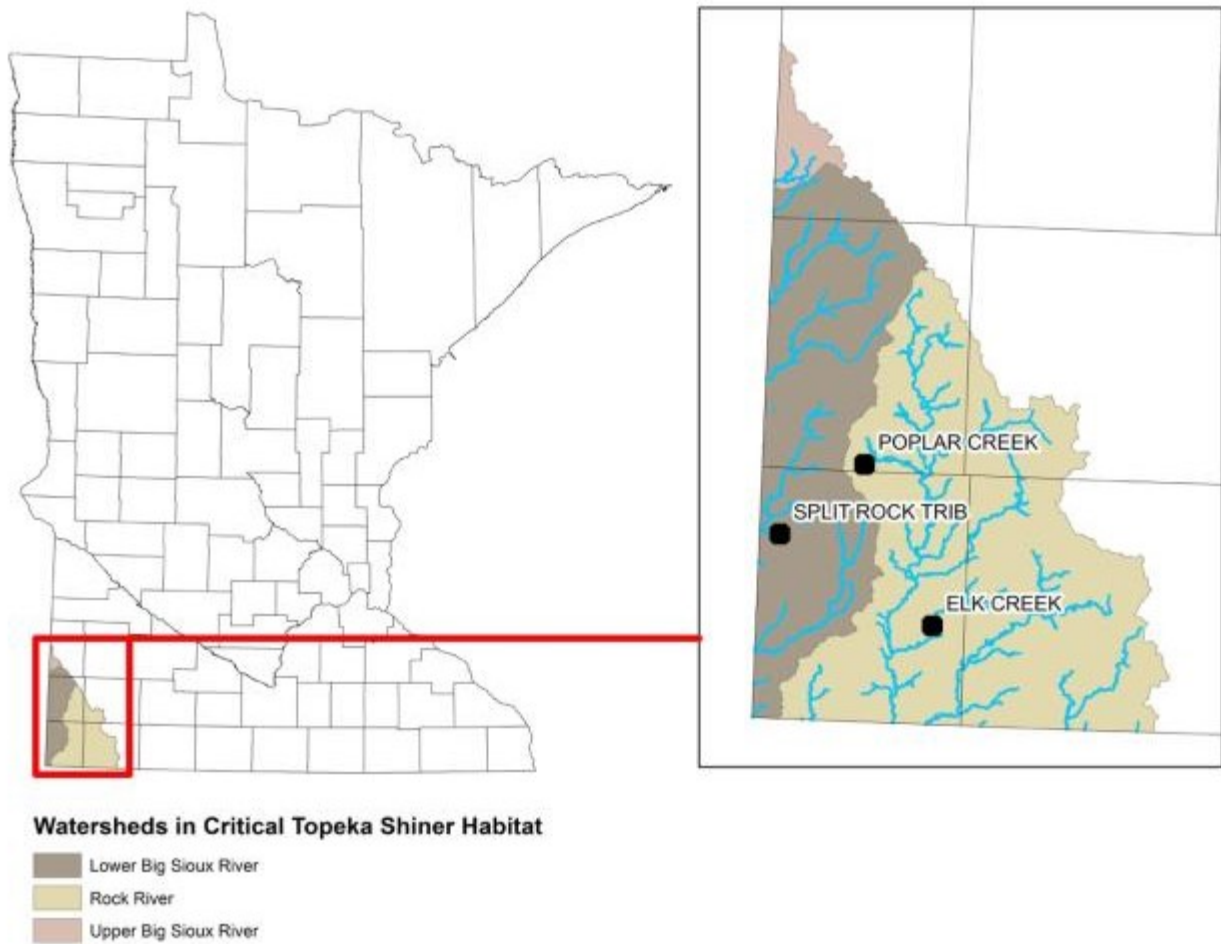 POPLAR CREEK
SPLIT ROCK TRIB
ELK CREEK
Watersheds in Critical Topeka Shiner Habitat
Lower Big Sioux River
Rock River
Upper Big Sioux River